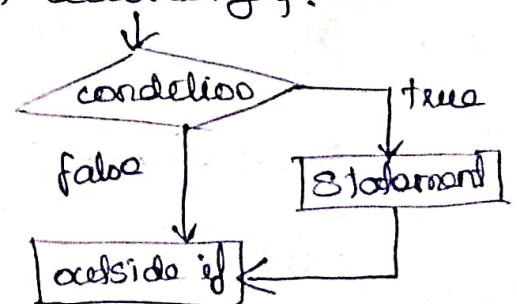 condition
true
false
Statement
outside if